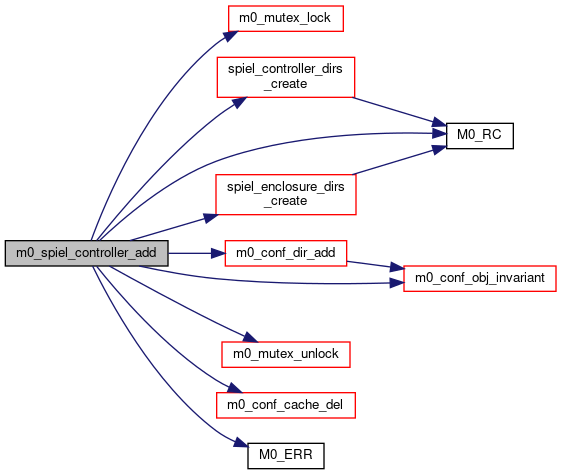 m0_mutex_lock
spiel_controller_dirs
_create
M0_RC
spiel_enclosure_dirs
_create
m0_spiel_controller_add
m0_conf_dir_add
m0_conf_obj_invariant
m0_mutex_unlock
m0_conf_cache_del
M0_ERR